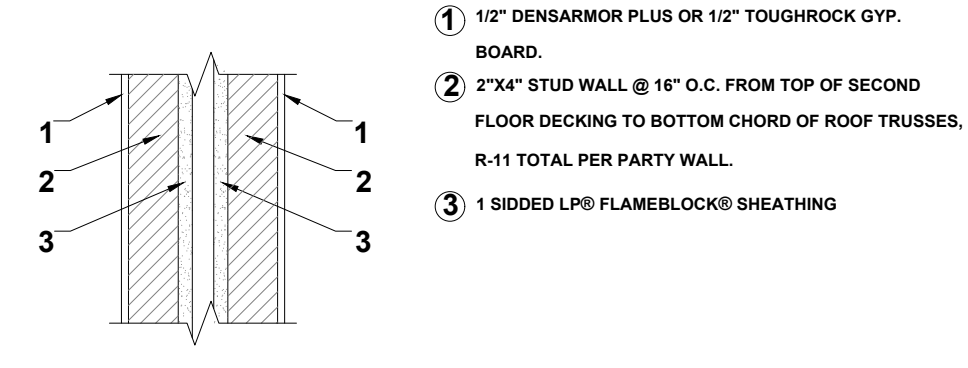 1 1/2" DENSARMOR PLUS OR 1/2" TOUGHROCK GYP.
BOARD.
2 2"X4" STUD WALL @ 16" O.C. FROM TOP OF SECOND
FLOOR DECKING TO BOTTOM CHORD OF ROOF TRUSSES,
R-11 TOTAL PER PARTY WALL.
3 1 SIDDED LP® FLAMEBLOCK® SHEATHING
1 1
2 2
3 3